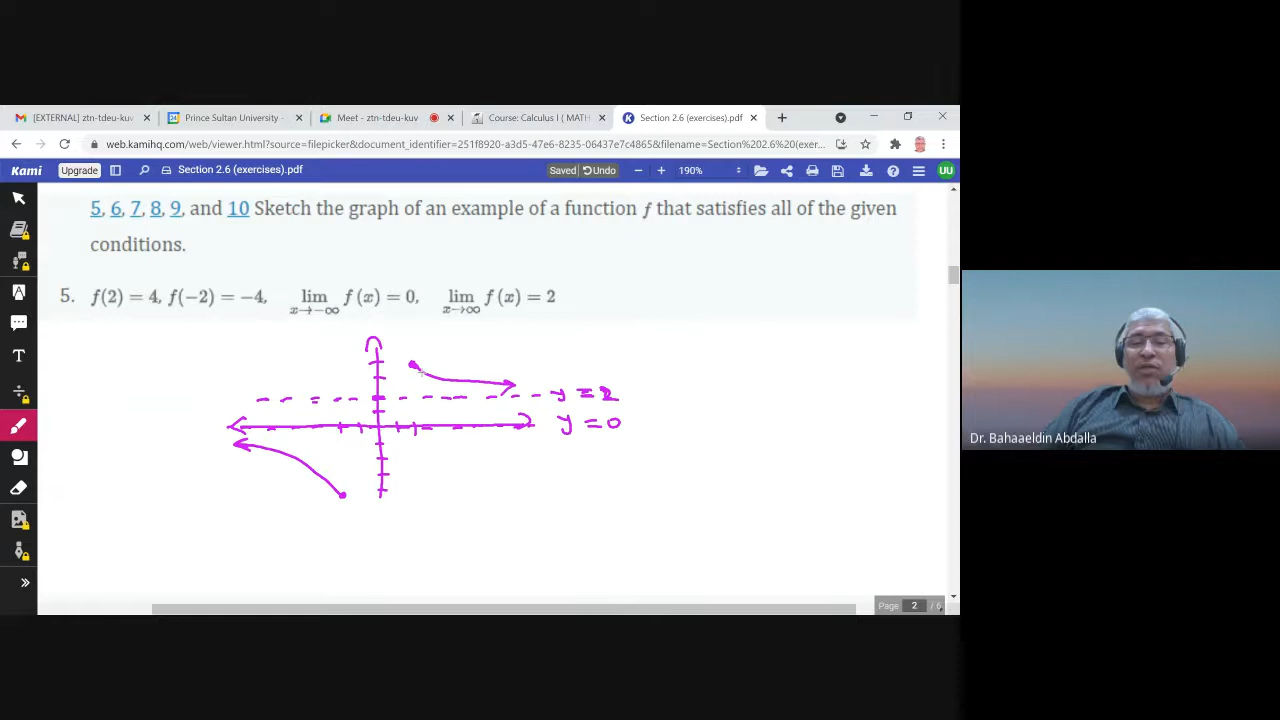 [EXTERNAL] ztn-tdeu-kuv
Prince Sultan University -
Meet - ztn-tdeu-kuv
Course: Calculus I ( MATH
Section 2.6 (exercises).pdf
web.kamihq.com/web/viewer.html?source=filepicker&document_identifier=251f8920-a3d5-47e6-8235-06437e7c4865&filename=Section%202.6%20(exer...
Kami
Upgrade
Section 2.6 (exercises).pdf
Saved
Undo
190%
UU
5, 6, 7, 8, 9, and 10 Sketch the graph of an example of a function f that satisfies all of the given
conditions.
5. f(2) = 4, f(−2) = −4, lim x→−∞ f (x) = 0, lim x→∞ f (x) = 2
y = 2
y = 0
T
Dr. Bahaaeldin Abdalla
Page 2 / 6